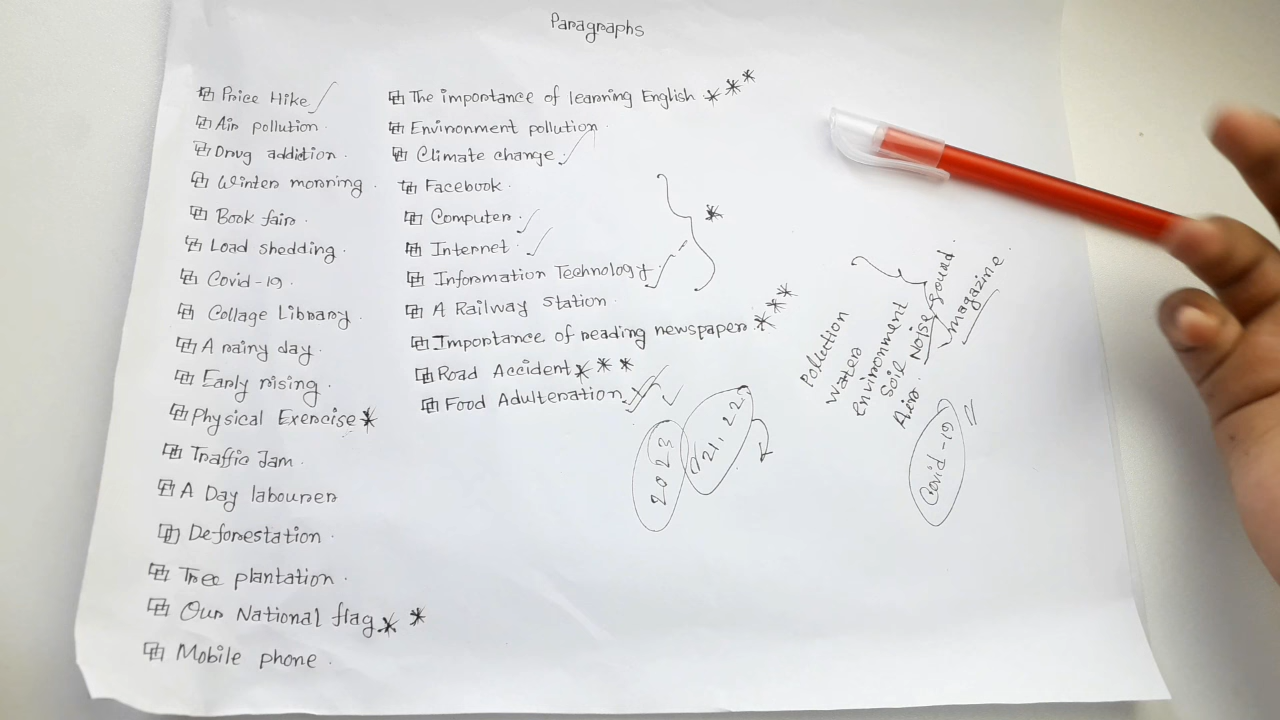 Paragraphs
Price Hike
Air pollution.
Drug addiction.
Winter morning.
Book fair.
Load shedding.
Covid-19.
Collage Library.
A rainy day.
Early rising.
Physical Exercise *
Traffic Jam.
A Day labourer
Deforestation.
Tree plantation.
Our National flag * *
Mobile phone.
The importance of learning English * * *
Environment pollution.
Climate change.
Facebook.
Computer.
Internet.
Information Technology.
*
A Railway Station.
Importance of reading newspaper * * *
Road Accident * * *
Food Adulteration
2023
21, 22
Pollection
Water
Environment
Soil Noise, Sound.
Air.
magazine
Covid-19